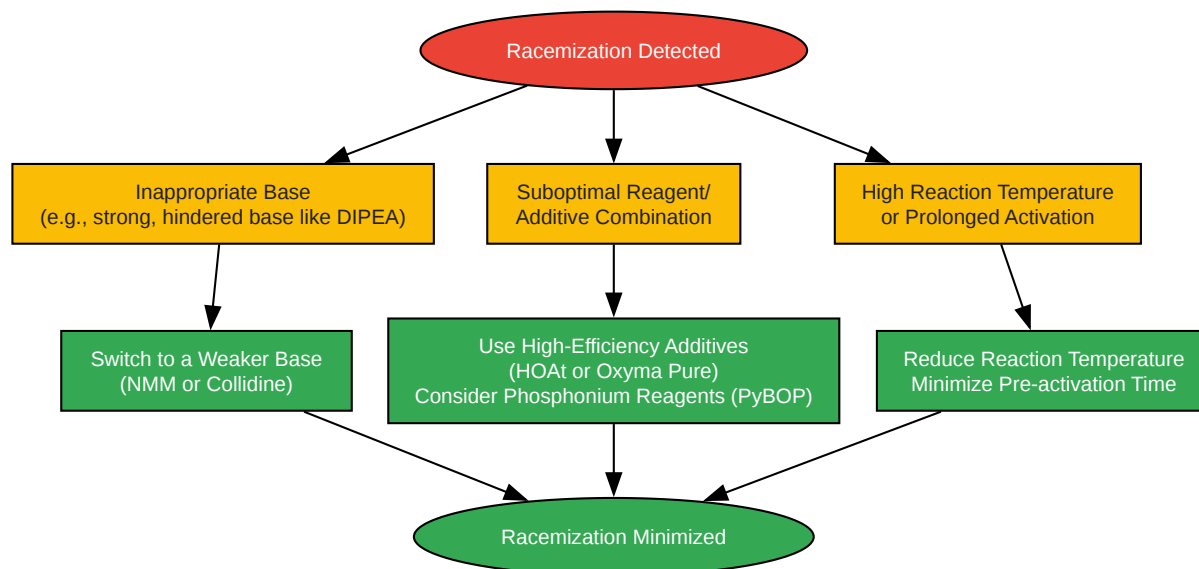 Racemization Detected
Inappropriate Base
(e.g., strong, hindered base like DIPEA)
Suboptimal Reagent/
Additive Combination
High Reaction Temperature
or Prolonged Activation
Switch to a Weaker Base
(NMM or Collidine)
Use High-Efficiency Additives
(HOAt or Oxyma Pure)
Consider Phosphonium Reagents (PyBOP)
Reduce Reaction Temperature
Minimize Pre-activation Time
Racemization Minimized